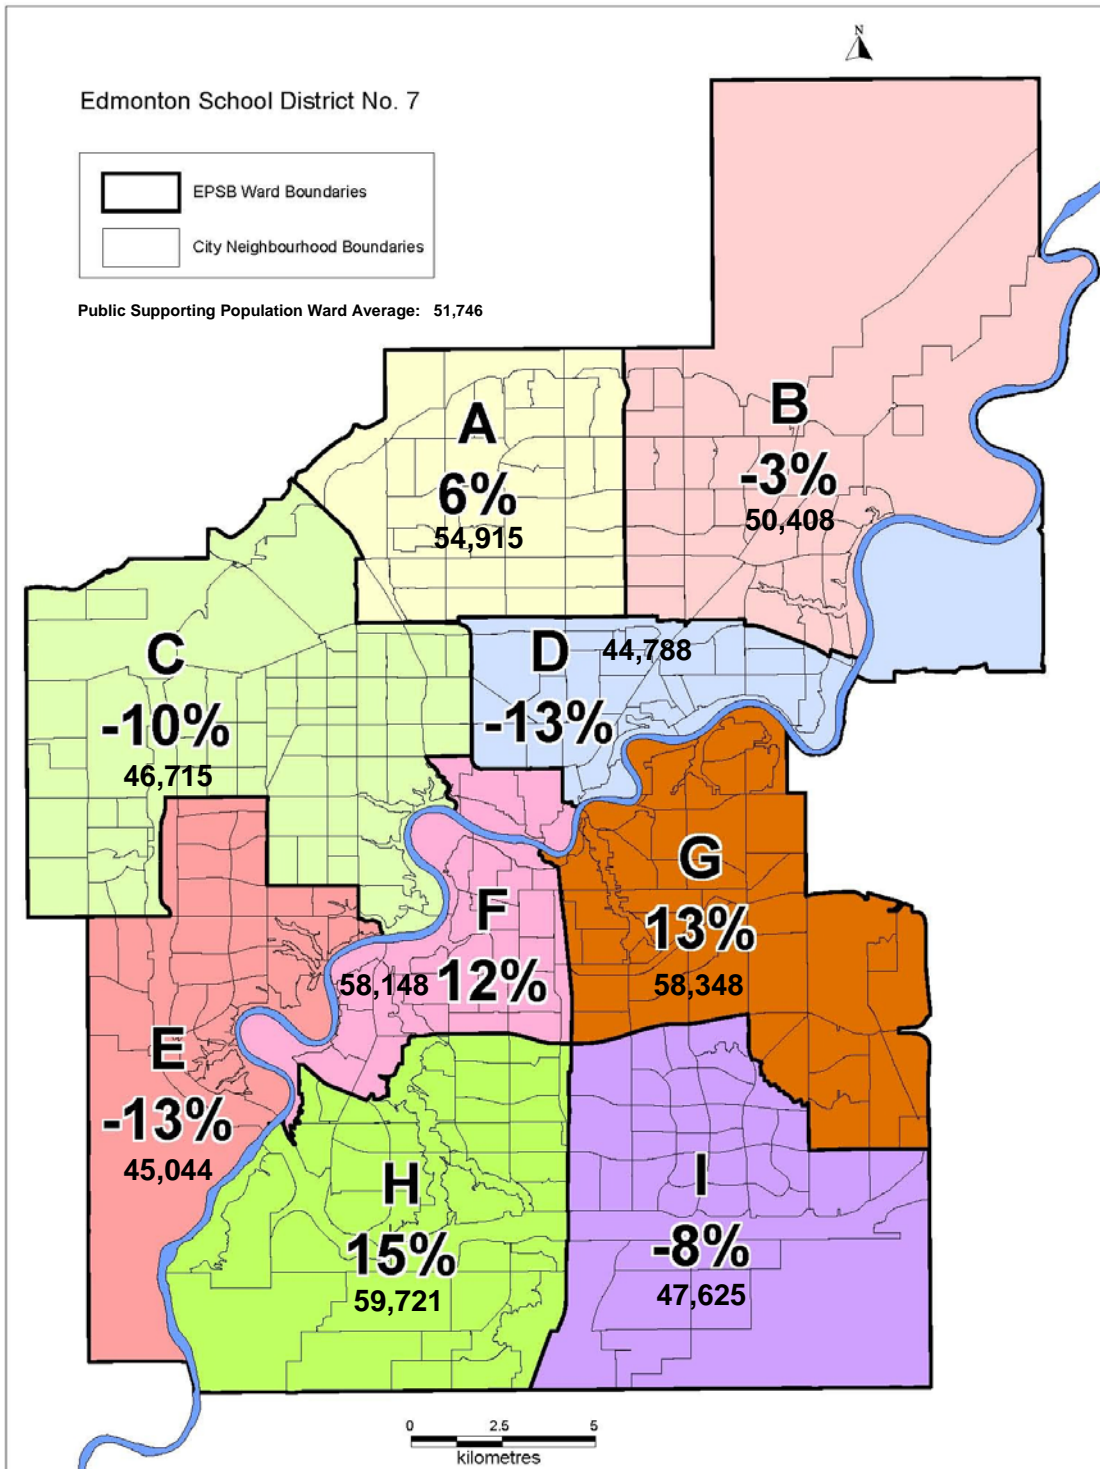 N
Edmonton School District No. 7
EPSB Ward Boundaries
City Neighbourhood Boundaries
Public Supporting Population Ward Average: 51,746
A
6%
54,915
B
-3%
50,408
C
-10%
46,715
D
44,788
-13%
E
-13%
45,044
F
58,148 12%
G
13%
58,348
H
15%
59,721
I
-8%
47,625
0 2.5 5
kilometres